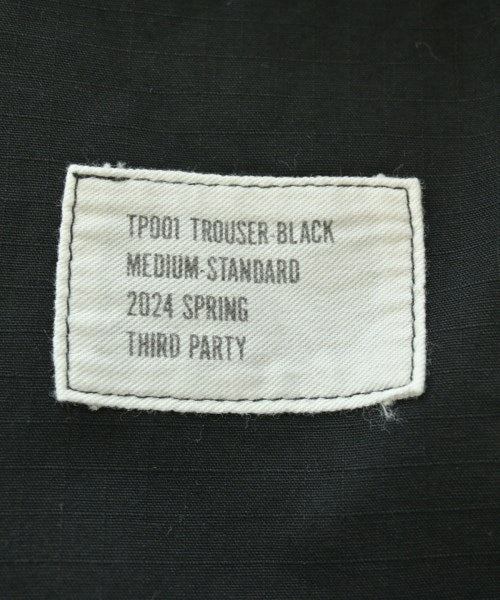 TP001 TROUSER-BLACK
MEDIUM-STANDARD
2024 SPRING
THIRD PARTY